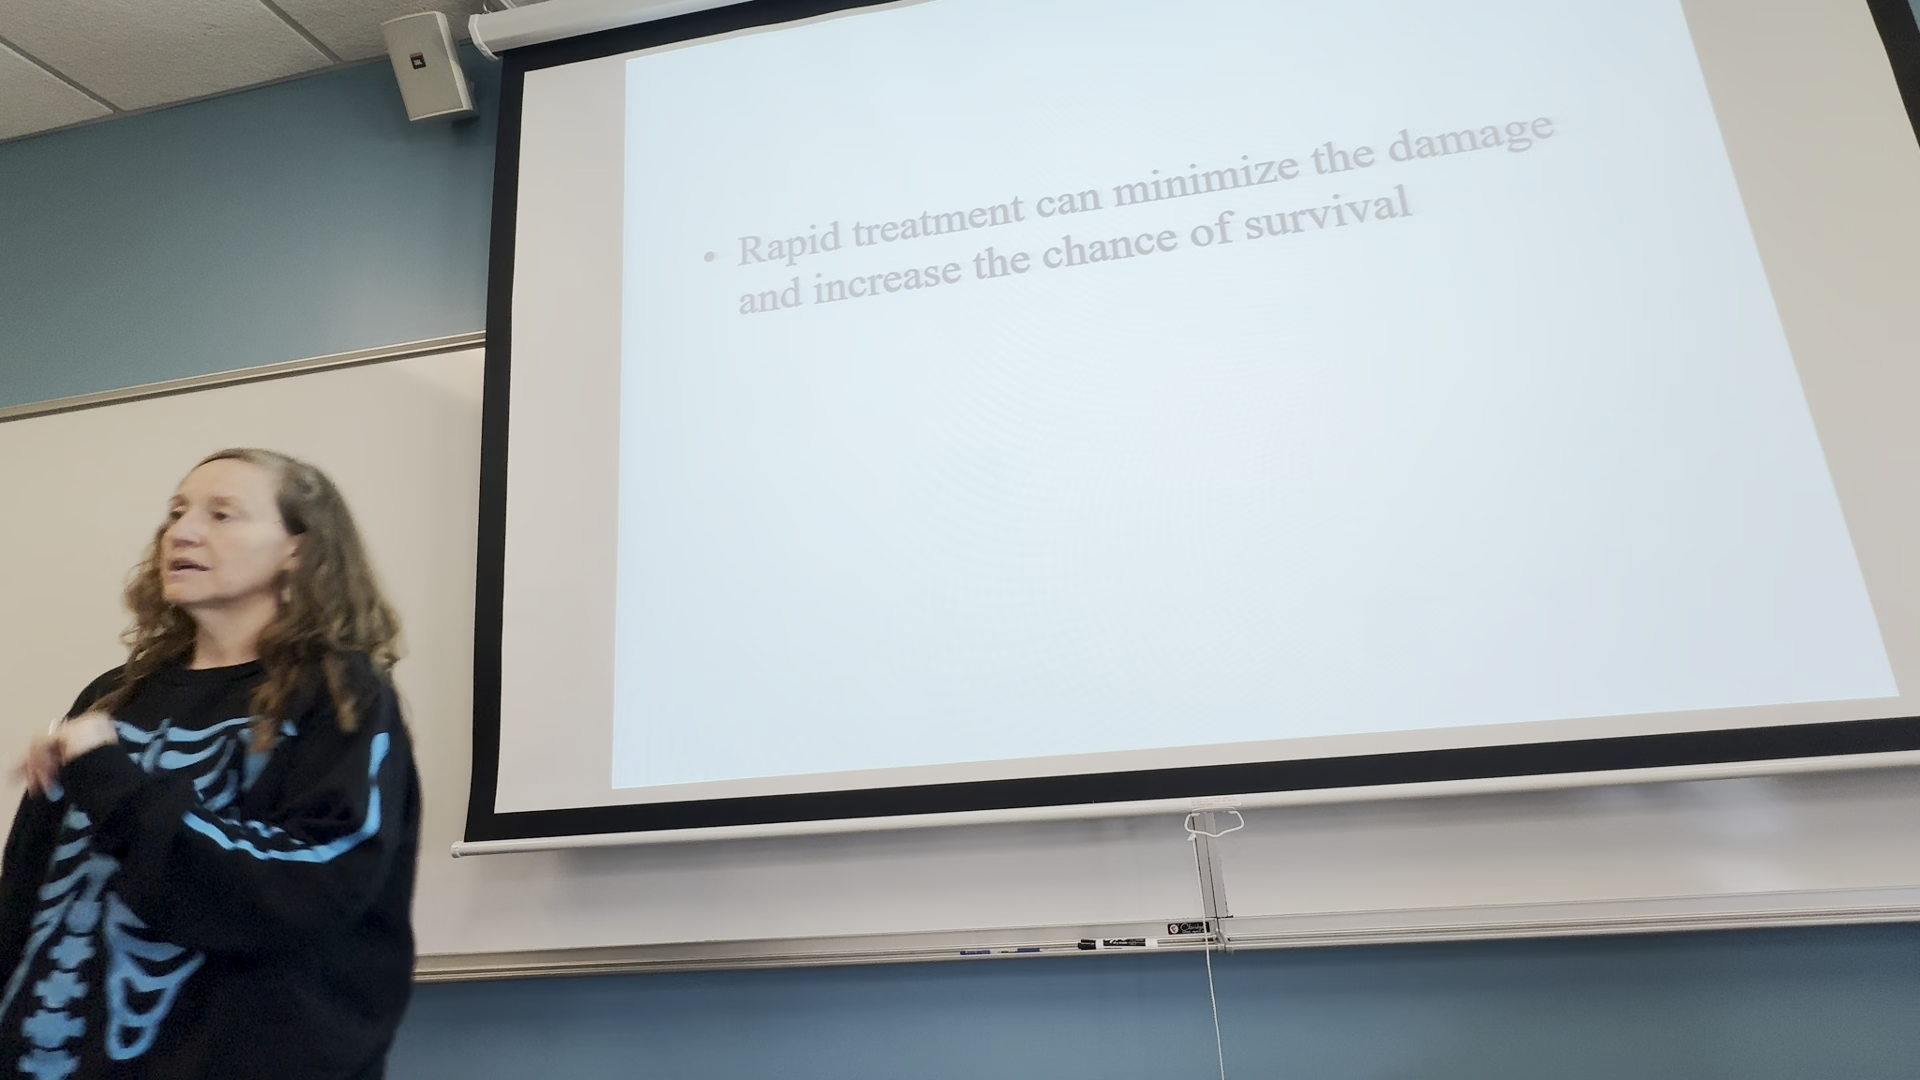 • Rapid treatment can minimize the damage
and increase the chance of survival